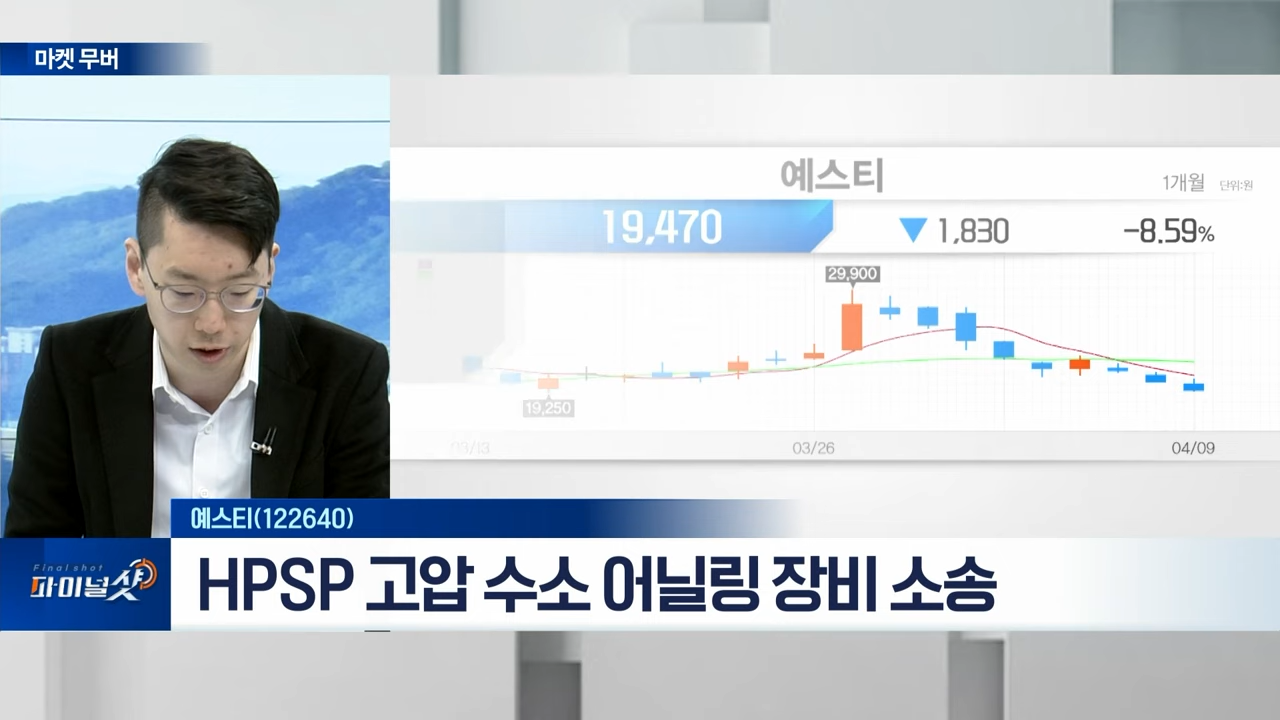 마켓 무버
예스티
1개월 단위:원
19,470 ▼ 1,830 -8.59%
29,900
19,250
03/13 03/26 04/09
예스티(122640)
Final shot
파이널샷
HPSP 고압 수소 어닐링 장비 소송